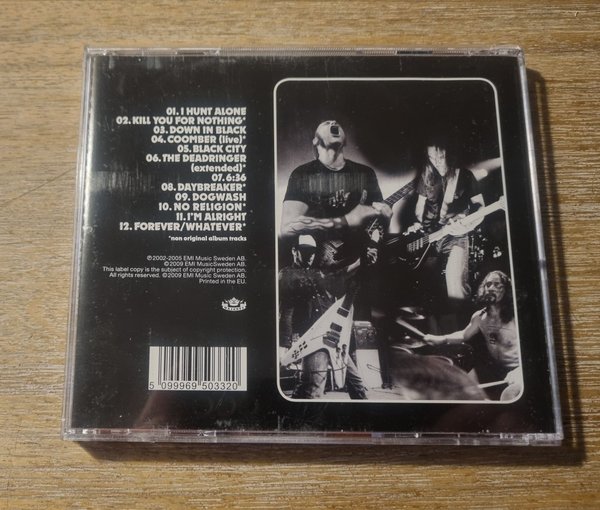 01. I HUNT ALONE
02. KILL YOU FOR NOTHING*
03. DOWN IN BLACK
04. COOMBER (live)*
05. BLACK CITY
06. THE DEADRINGER
(extended)*
07. 6:36
08. DAYBREAKER*
09. DOGWASH
10. NO RELIGION*
11. I'M ALRIGHT
12. FOREVER/WHATEVER*
*non original album tracks
℗2002-2005 EMI Music Sweden AB.
©2009 EMI MusicSweden AB.
This label copy is the subject of copyright protection.
All rights reserved. ©2009 EMI Music Sweden AB.
Printed in the EU.
5 099969 503320